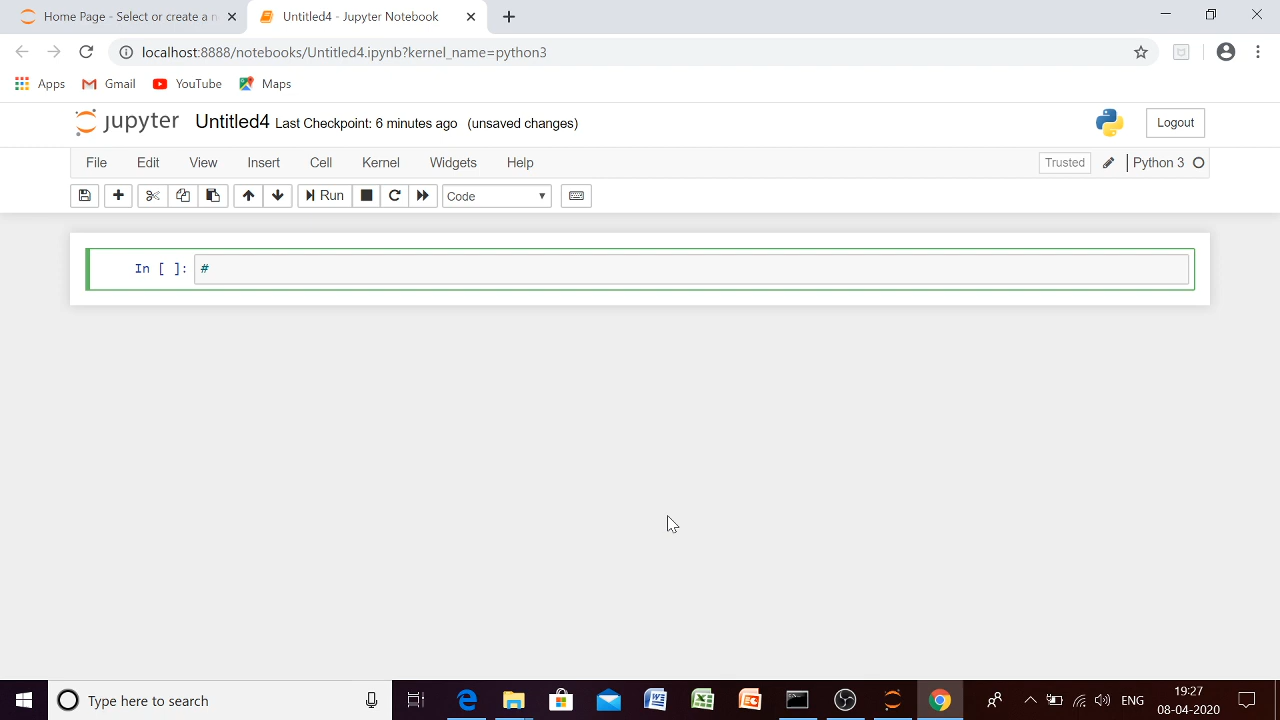 Home Page - Select or create a n
Untitled4 - Jupyter Notebook
localhost:8888/notebooks/Untitled4.ipynb?kernel_name=python3
Apps Gmail YouTube Maps
jupyter Untitled4 Last Checkpoint: 6 minutes ago (unsaved changes) Logout
File Edit View Insert Cell Kernel Widgets Help Trusted Python 3
Run Code
In [ ]: #
Type here to search
ENG
19:27
08-04-2020